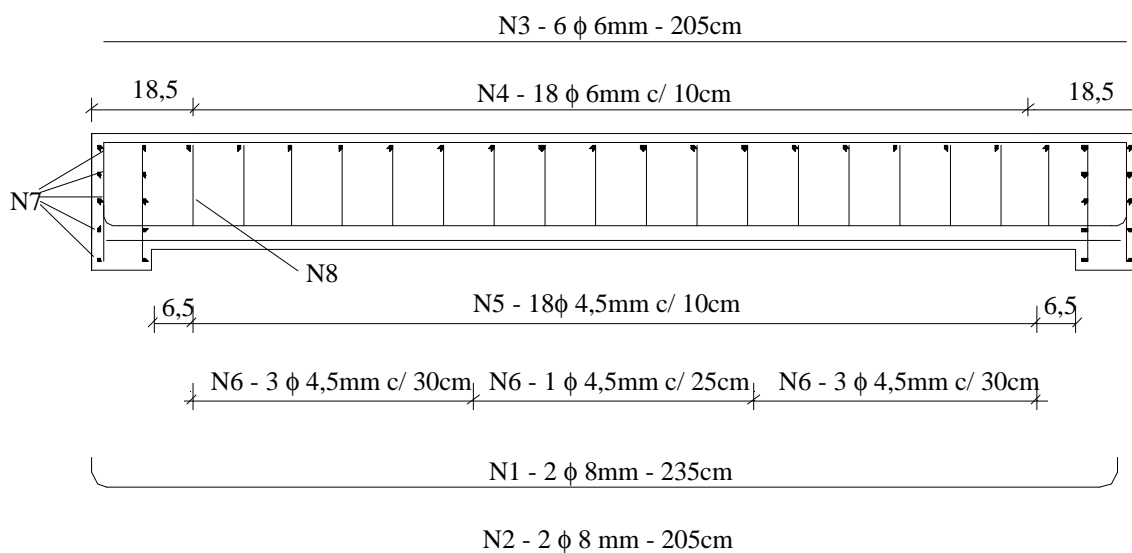 N3 - 6 ϕ 6mm - 205cm
18,5
N4 - 18 ϕ 6mm c/ 10cm
18,5
N7
N8
6,5
N5 - 18ϕ 4,5mm c/ 10cm
6,5
N6 - 3 ϕ 4,5mm c/ 30cm
N6 - 1 ϕ 4,5mm c/ 25cm
N6 - 3 ϕ 4,5mm c/ 30cm
N1 - 2 ϕ 8mm - 235cm
N2 - 2 ϕ 8 mm - 205cm